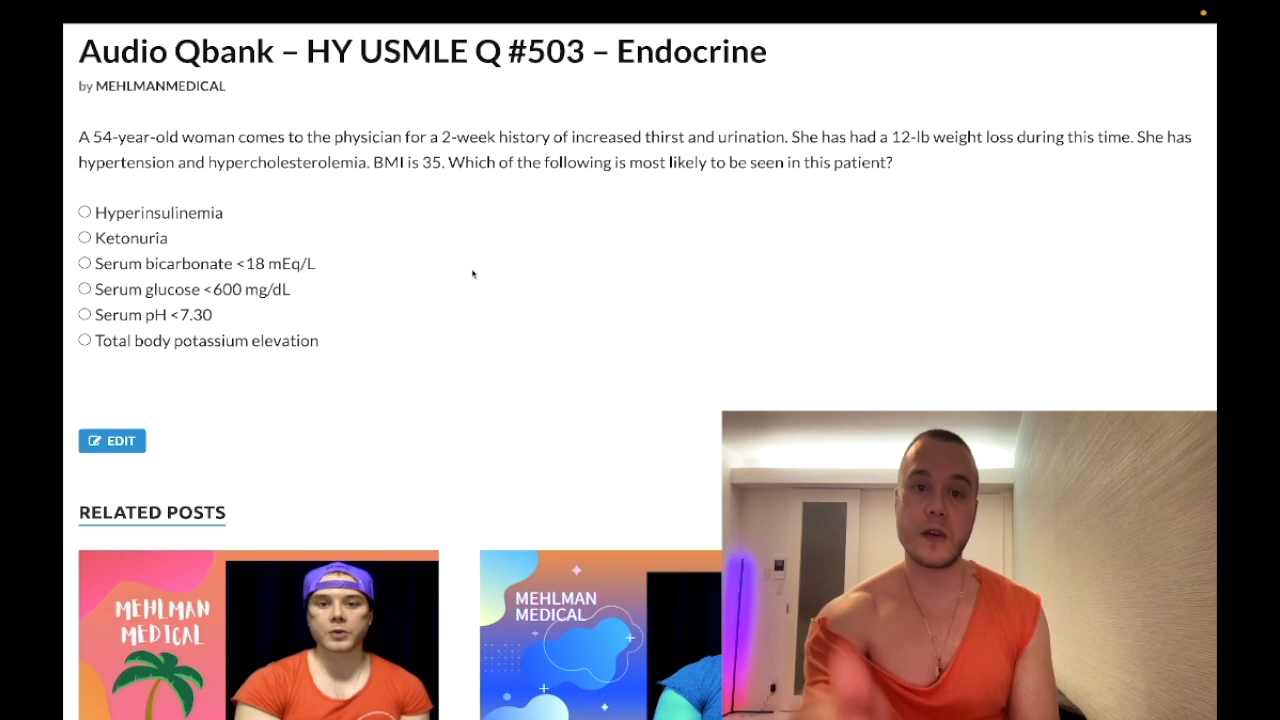 Audio Qbank – HY USMLE Q #503 – Endocrine
by MEHLMANMEDICAL
A 54-year-old woman comes to the physician for a 2-week history of increased thirst and urination. She has had a 12-lb weight loss during this time. She has
hypertension and hypercholesterolemia. BMI is 35. Which of the following is most likely to be seen in this patient?
Hyperinsulinemia
Ketonuria
Serum bicarbonate <18 mEq/L
Serum glucose <600 mg/dL
Serum pH <7.30
Total body potassium elevation
EDIT
RELATED POSTS
MEHLMAN
MEDICAL
MEHLMAN
MEDICAL